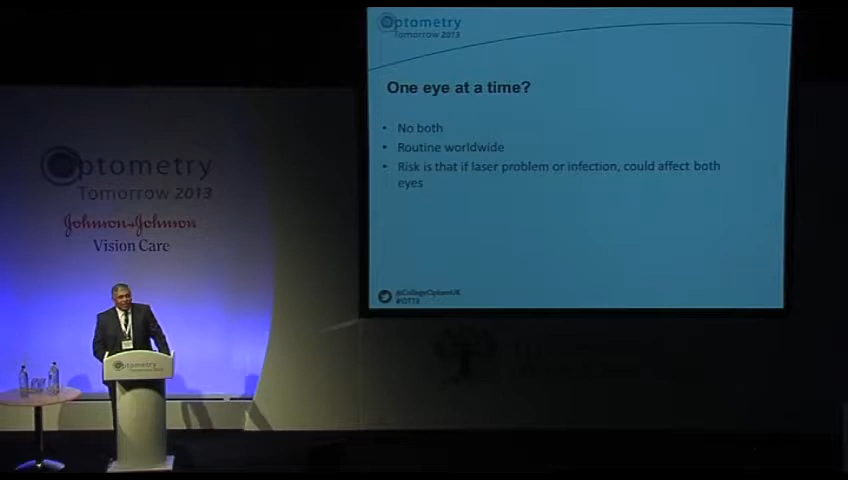 Optometry
Tomorrow 2013
One eye at a time?
• No both
• Routine worldwide
• Risk is that if laser problem or infection, could affect both
eyes
@CollegeOptomUK
Optometry
Tomorrow 2013
Johnson & Johnson
Vision Care
Optometry